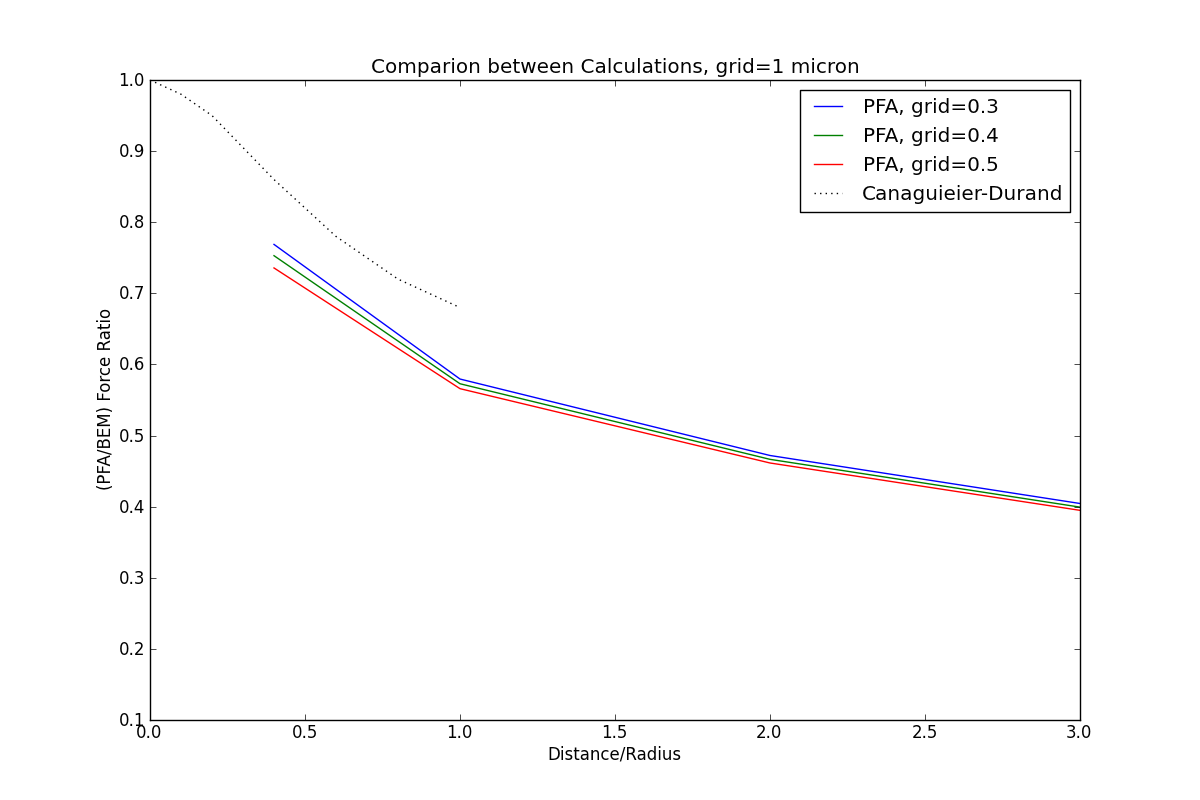 Comparion between Calculations, grid=1 micron
PFA, grid=0.3
PFA, grid=0.4
PFA, grid=0.5
Canaguieier-Durand
(PFA/BEM) Force Ratio
1.0
0.9
0.8
0.7
0.6
0.5
0.4
0.3
0.2
0.1
0.0 0.5 1.0 1.5 2.0 2.5 3.0
Distance/Radius